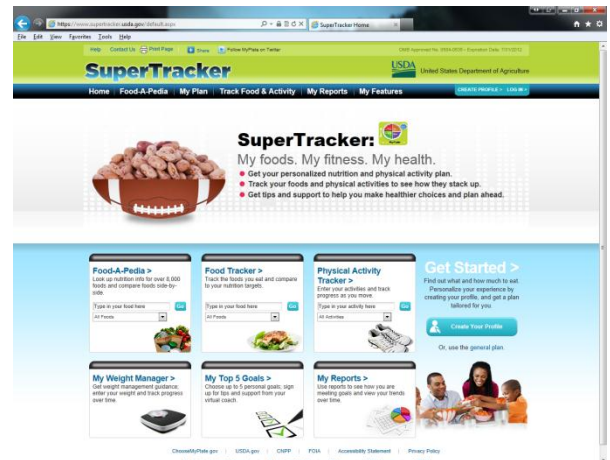 https://www.supertracker.usda.gov/default.aspx
SuperTracker Home
File Edit View Favorites Tools Help
Help Contact Us Print Page Share Follow MyPlate on Twitter
OMB Approved No. 0584-0535 - Expiration Date: 7/31/2012
SuperTracker
USDA United States Department of Agriculture
Home Food-A-Pedia My Plan Track Food & Activity My Reports My Features CREATE PROFILE > LOG IN >
SuperTracker:
My foods. My fitness. My health.
Get your personalized nutrition and physical activity plan.
Track your foods and physical activities to see how they stack up.
Get tips and support to help you make healthier choices and plan ahead.
Food-A-Pedia >
Look up nutrition info for over 8,000
foods and compare foods side-by-
side.
Type in your food here Go
All Foods
Food Tracker >
Track the foods you eat and compare
to your nutrition targets.
Type in your food here Go
All Foods
Physical Activity
Tracker >
Enter your activities and track
progress as you move.
Type in your activity here Go
All Activities
Get Started >
Find out what and how much to eat.
Personalize your experience by
creating your profile, and get a plan
tailored for you.
Create Your Profile
Or, use the general plan.
My Weight Manager >
Get weight management guidance;
enter your weight and track progress
over time.
My Top 5 Goals >
Choose up to 5 personal goals; sign
up for tips and support from your
virtual coach.
My Reports >
Use reports to see how you are
meeting goals and view your trends
over time.
ChooseMyPlate.gov USDA.gov CNPP FOIA Accessibility Statement Privacy Policy